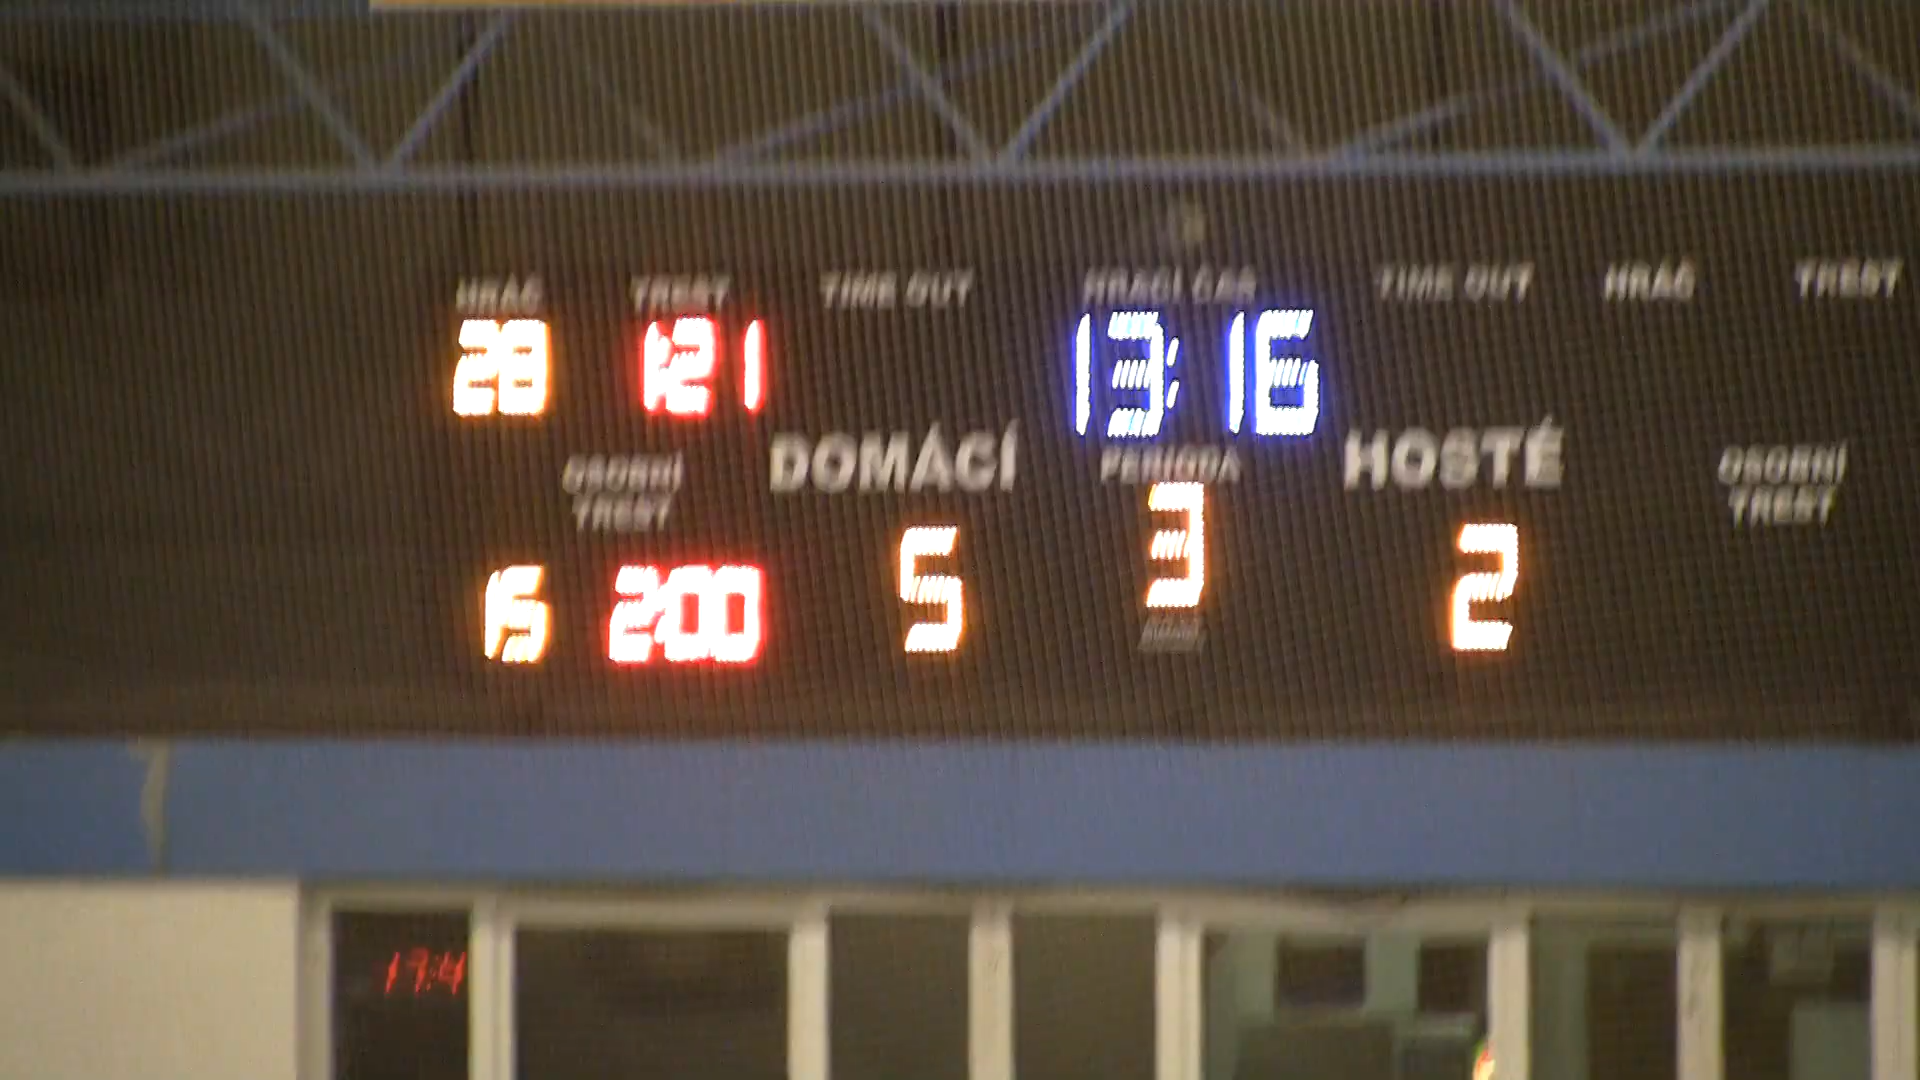 HRÁČ TREST TIME OUT HRACÍ ČAS TIME OUT HRÁČ TREST
28 1:21 13:16
OSOBNÍ TREST DOMÁCÍ PERIODA HOSTÉ OSOBNÍ TREST
15 2:00 5 3 2